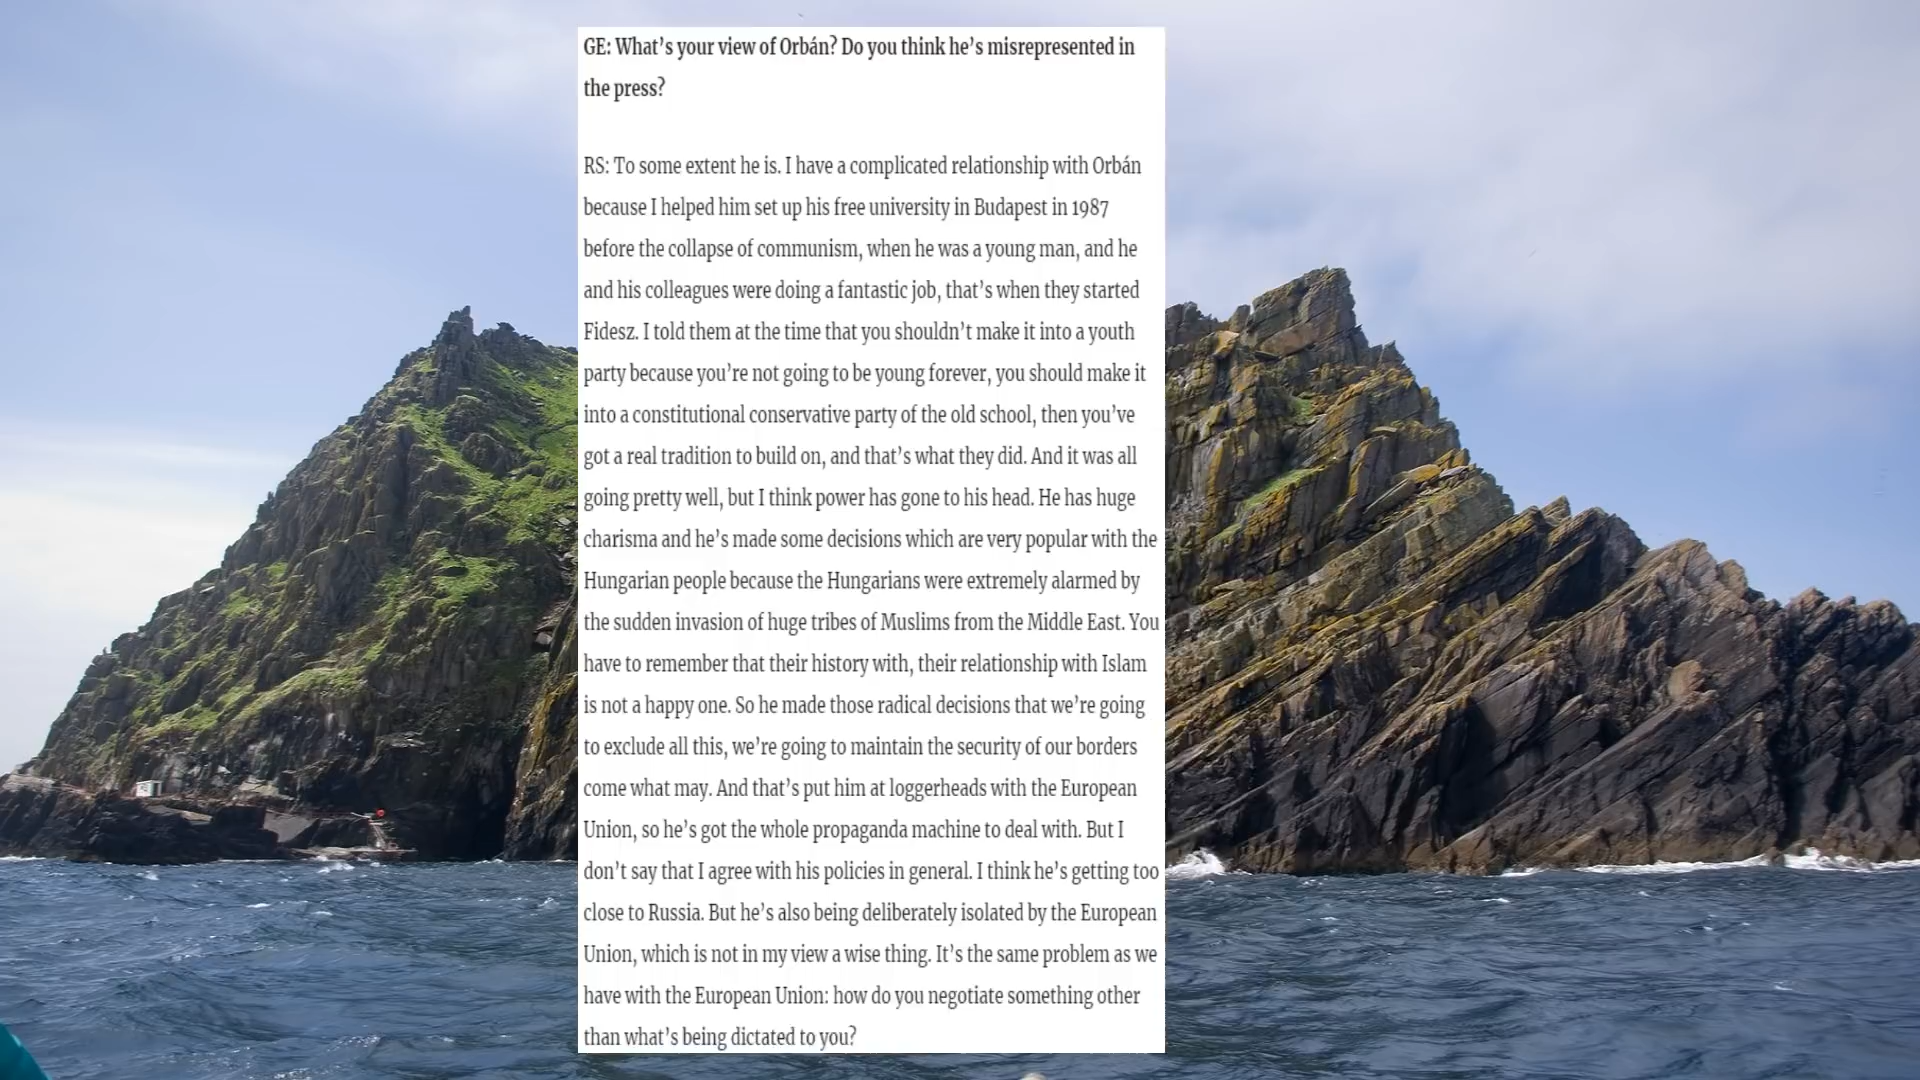 GE: What's your view of Orbán? Do you think he's misrepresented in
the press?
RS: To some extent he is. I have a complicated relationship with Orbán
because I helped him set up his free university in Budapest in 1987
before the collapse of communism, when he was a young man, and he
and his colleagues were doing a fantastic job, that's when they started
Fidesz. I told them at the time that you shouldn't make it into a youth
party because you're not going to be young forever, you should make it
into a constitutional conservative party of the old school, then you've
got a real tradition to build on, and that's what they did. And it was all
going pretty well, but I think power has gone to his head. He has huge
charisma and he's made some decisions which are very popular with the
Hungarian people because the Hungarians were extremely alarmed by
the sudden invasion of huge tribes of Muslims from the Middle East. You
have to remember that their history with, their relationship with Islam
is not a happy one. So he made those radical decisions that we're going
to exclude all this, we're going to maintain the security of our borders
come what may. And that's put him at loggerheads with the European
Union, so he's got the whole propaganda machine to deal with. But I
don't say that I agree with his policies in general. I think he's getting too
close to Russia. But he's also being deliberately isolated by the European
Union, which is not in my view a wise thing. It's the same problem as we
have with the European Union: how do you negotiate something other
than what's being dictated to you?